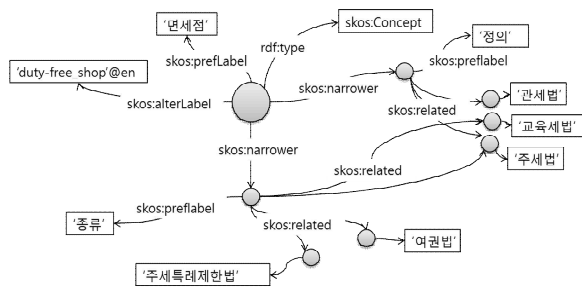 '면세점'
skos:Concept
'정의'
rdf:type
skos:prefLabel
skos:preflabel
'duty-free shop'@en
skos:narrower
skos:alterLabel
'관세법'
skos:related
'교육세법'
skos:narrower
'주세법'
skos:related
skos:preflabel
'종류'
skos:related
'여권법'
'주세특례제한법'